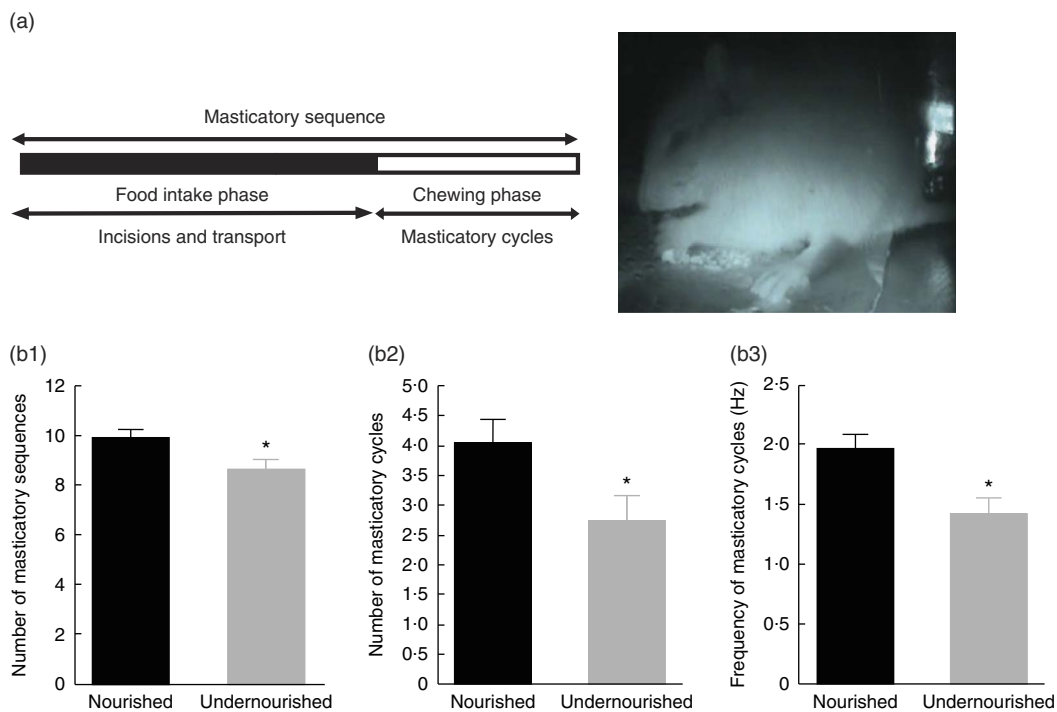 (a)
Masticatory sequence
Food intake phase
Chewing phase
Incisions and transport
Masticatory cycles
(b1)
Number of masticatory sequences
12
10
8
6
4
2
0
*
Nourished
Undernourished
(b2)
Number of masticatory cycles
5·0
4·5
4·0
3·5
3·0
2·5
2·0
1·5
1·0
0·5
0
*
Nourished
Undernourished
(b3)
Frequency of masticatory cycles (Hz)
2·5
2·0
1·5
1·0
0·5
0
*
Nourished
Undernourished